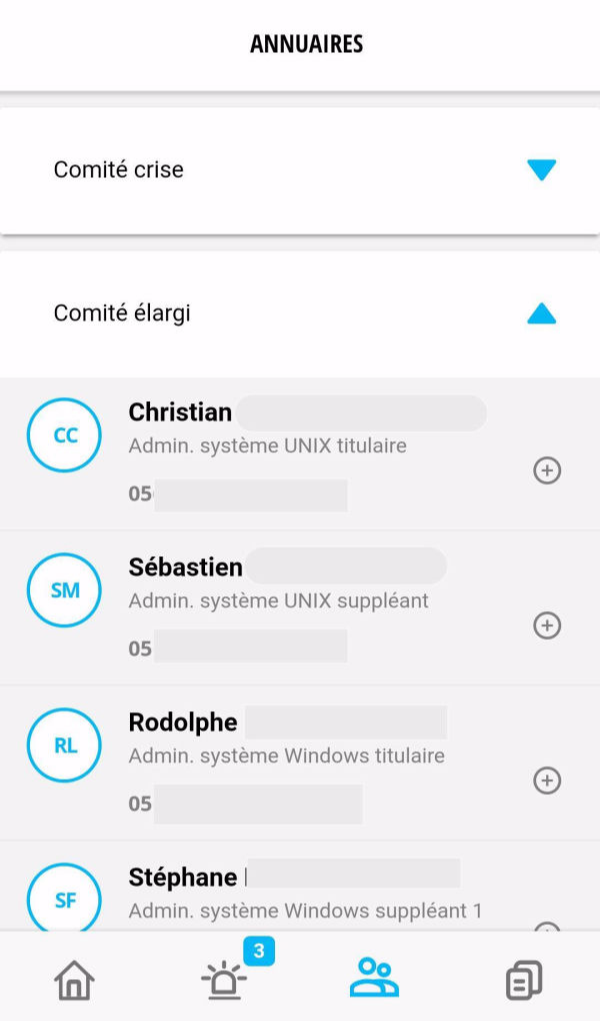 ANNUAIRES
Comité crise
Comité élargi
CC
Christian
Admin. système UNIX titulaire
05
SM
Sébastien
Admin. système UNIX suppléant
05
RL
Rodolphe
Admin. système Windows titulaire
05
SF
Stéphane
Admin. système Windows suppléant 1
3